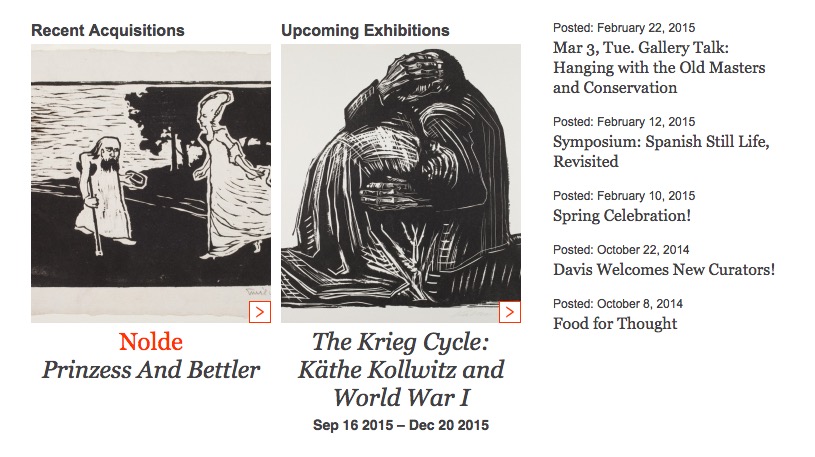 Recent Acquisitions
Nolde
Prinzess And Bettler
Upcoming Exhibitions
The Krieg Cycle:
Käthe Kollwitz and
World War I
Sep 16 2015 – Dec 20 2015
Posted: February 22, 2015
Mar 3, Tue. Gallery Talk:
Hanging with the Old Masters
and Conservation
Posted: February 12, 2015
Symposium: Spanish Still Life,
Revisited
Posted: February 10, 2015
Spring Celebration!
Posted: October 22, 2014
Davis Welcomes New Curators!
Posted: October 8, 2014
Food for Thought